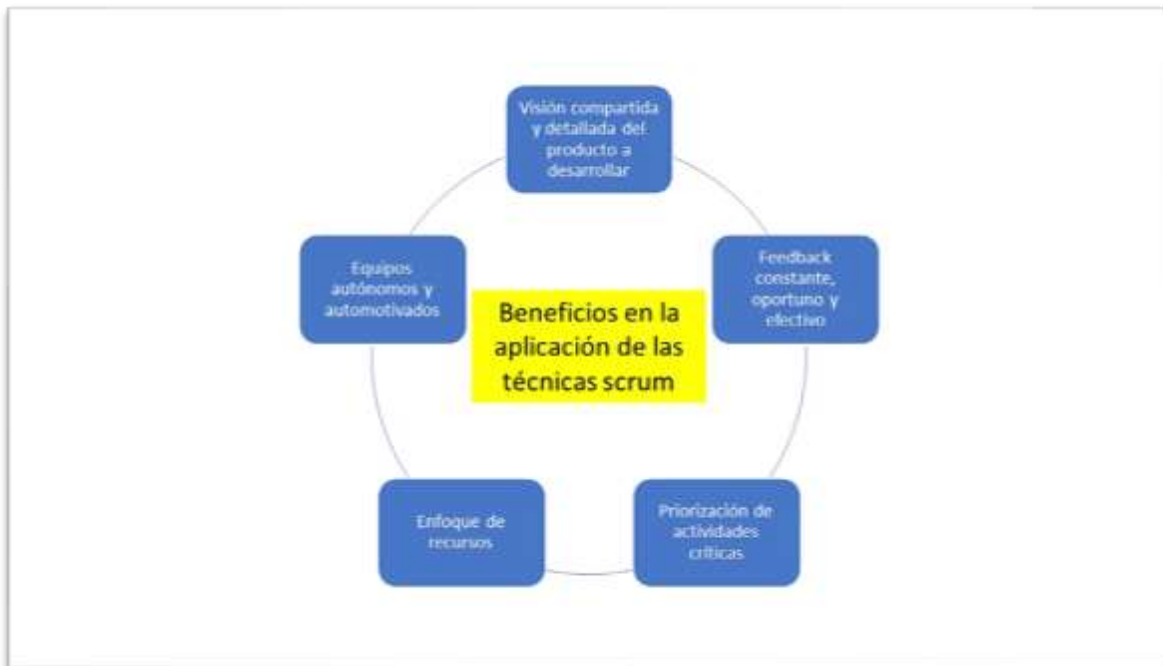 Visión compartida
y detallada del
producto a
desarrollar
Feedback
constante,
oportuno y
efectivo
Priorización de
actividades
críticas
Enfoque de
recursos
Equipos
autónomos y
automotivados
Beneficios en la
aplicación de las
técnicas scrum